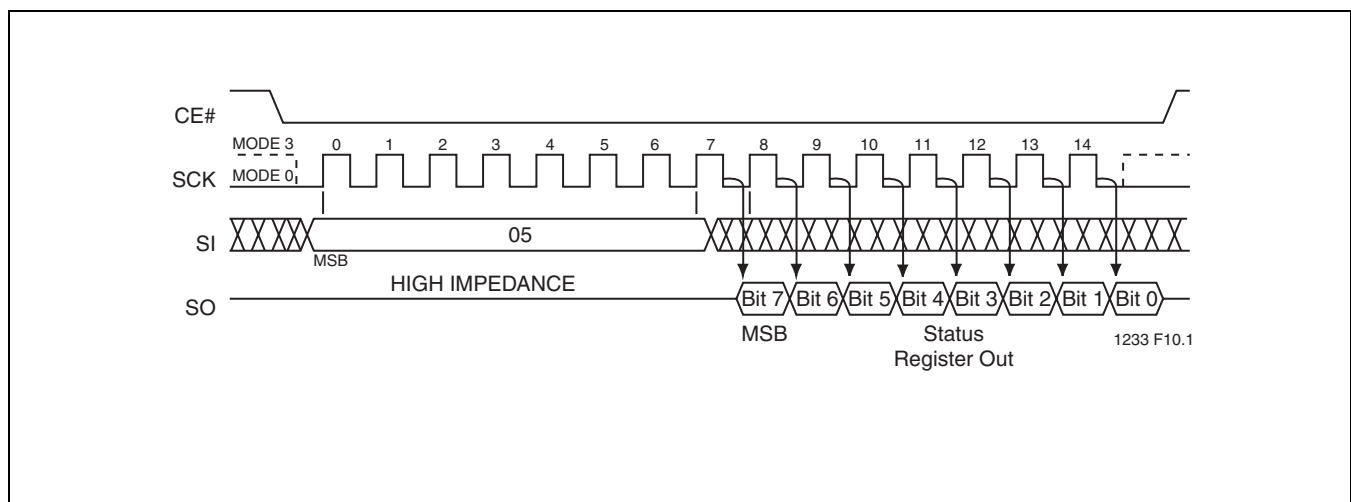 CE#
MODE 3 0 1 2 3 4 5 6 7 8 9 10 11 12 13 14
SCK MODE 0
SI 05
MSB
HIGH IMPEDANCE
SO Bit 7 Bit 6 Bit 5 Bit 4 Bit 3 Bit 2 Bit 1 Bit 0
MSB Status 1233 F10.1
Register Out